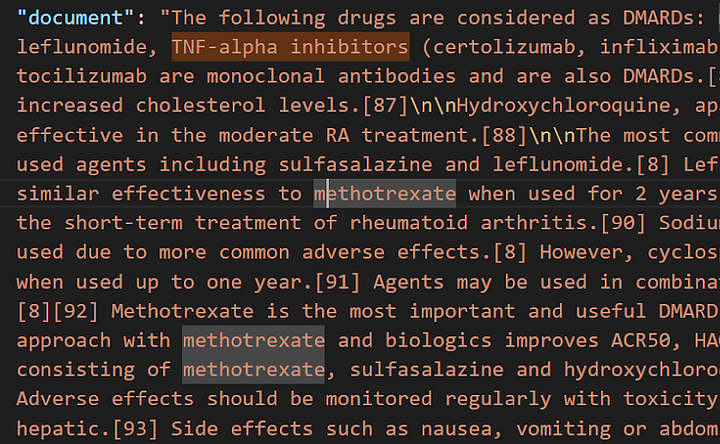 "document": "The following drugs are considered as DMARDs:
leflunomide, TNF-alpha inhibitors (certolizumab, infliximab
tocilizumab are monoclonal antibodies and are also DMARDs.[
increased cholesterol levels.[87]\n\nHydroxychloroquine, ap
effective in the moderate RA treatment.[88]\n\nThe most com
used agents including sulfasalazine and leflunomide.[8] Lef
similar effectiveness to methotrexate when used for 2 years
the short-term treatment of rheumatoid arthritis.[90] Sodiu
used due to more common adverse effects.[8] However, cyclos
when used up to one year.[91] Agents may be used in combina
[8][92] Methotrexate is the most important and useful DMARD
approach with methotrexate and biologics improves ACR50, HA
consisting of methotrexate, sulfasalazine and hydroxychloro
Adverse effects should be monitored regularly with toxicity
hepatic.[93] Side effects such as nausea, vomiting or abdom